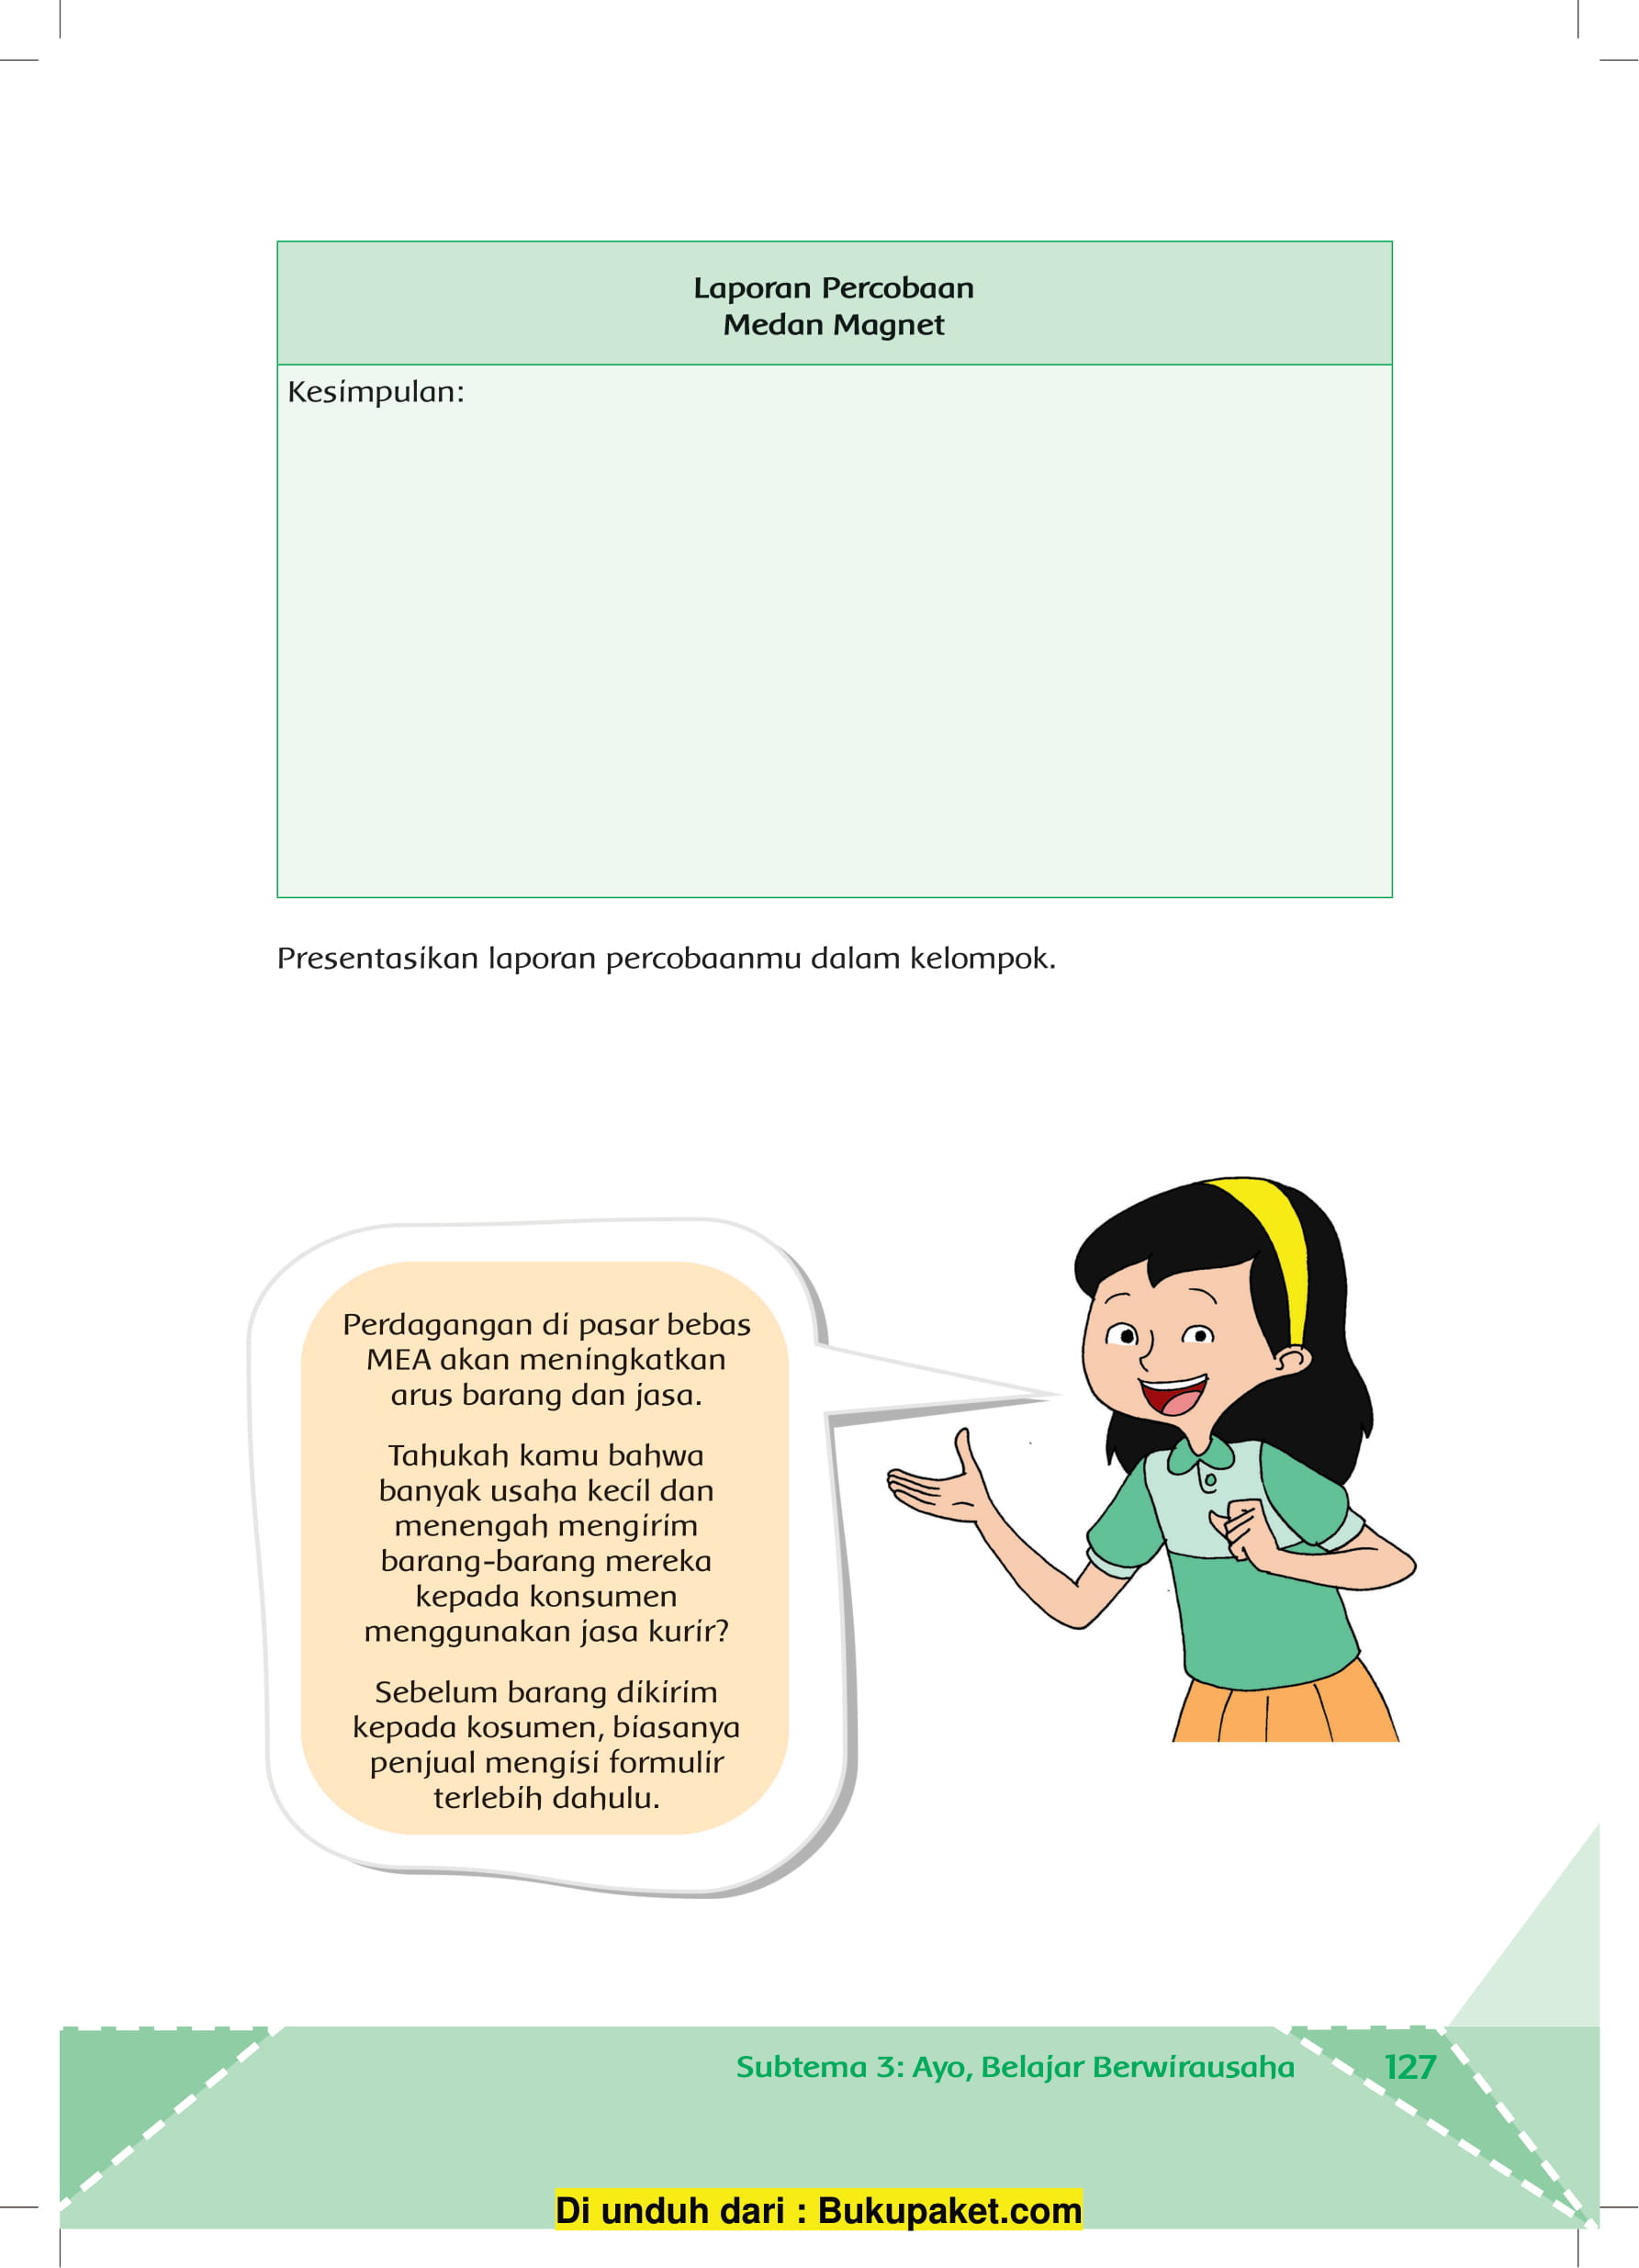 Laporan Percobaan
Medan Magnet
Kesimpulan:
Presentasikan laporan percobaanmu dalam kelompok.
Perdagangan di pasar bebas
MEA akan meningkatkan
arus barang dan jasa.
Tahukah kamu bahwa
banyak usaha kecil dan
menengah mengirim
barang-barang mereka
kepada konsumen
menggunakan jasa kurir?
Sebelum barang dikirim
kepada kosumen, biasanya
penjual mengisi formulir
terlebih dahulu.
Subtema 3: Ayo, Belajar Berwirausaha 127
Di unduh dari : Bukupaket.com